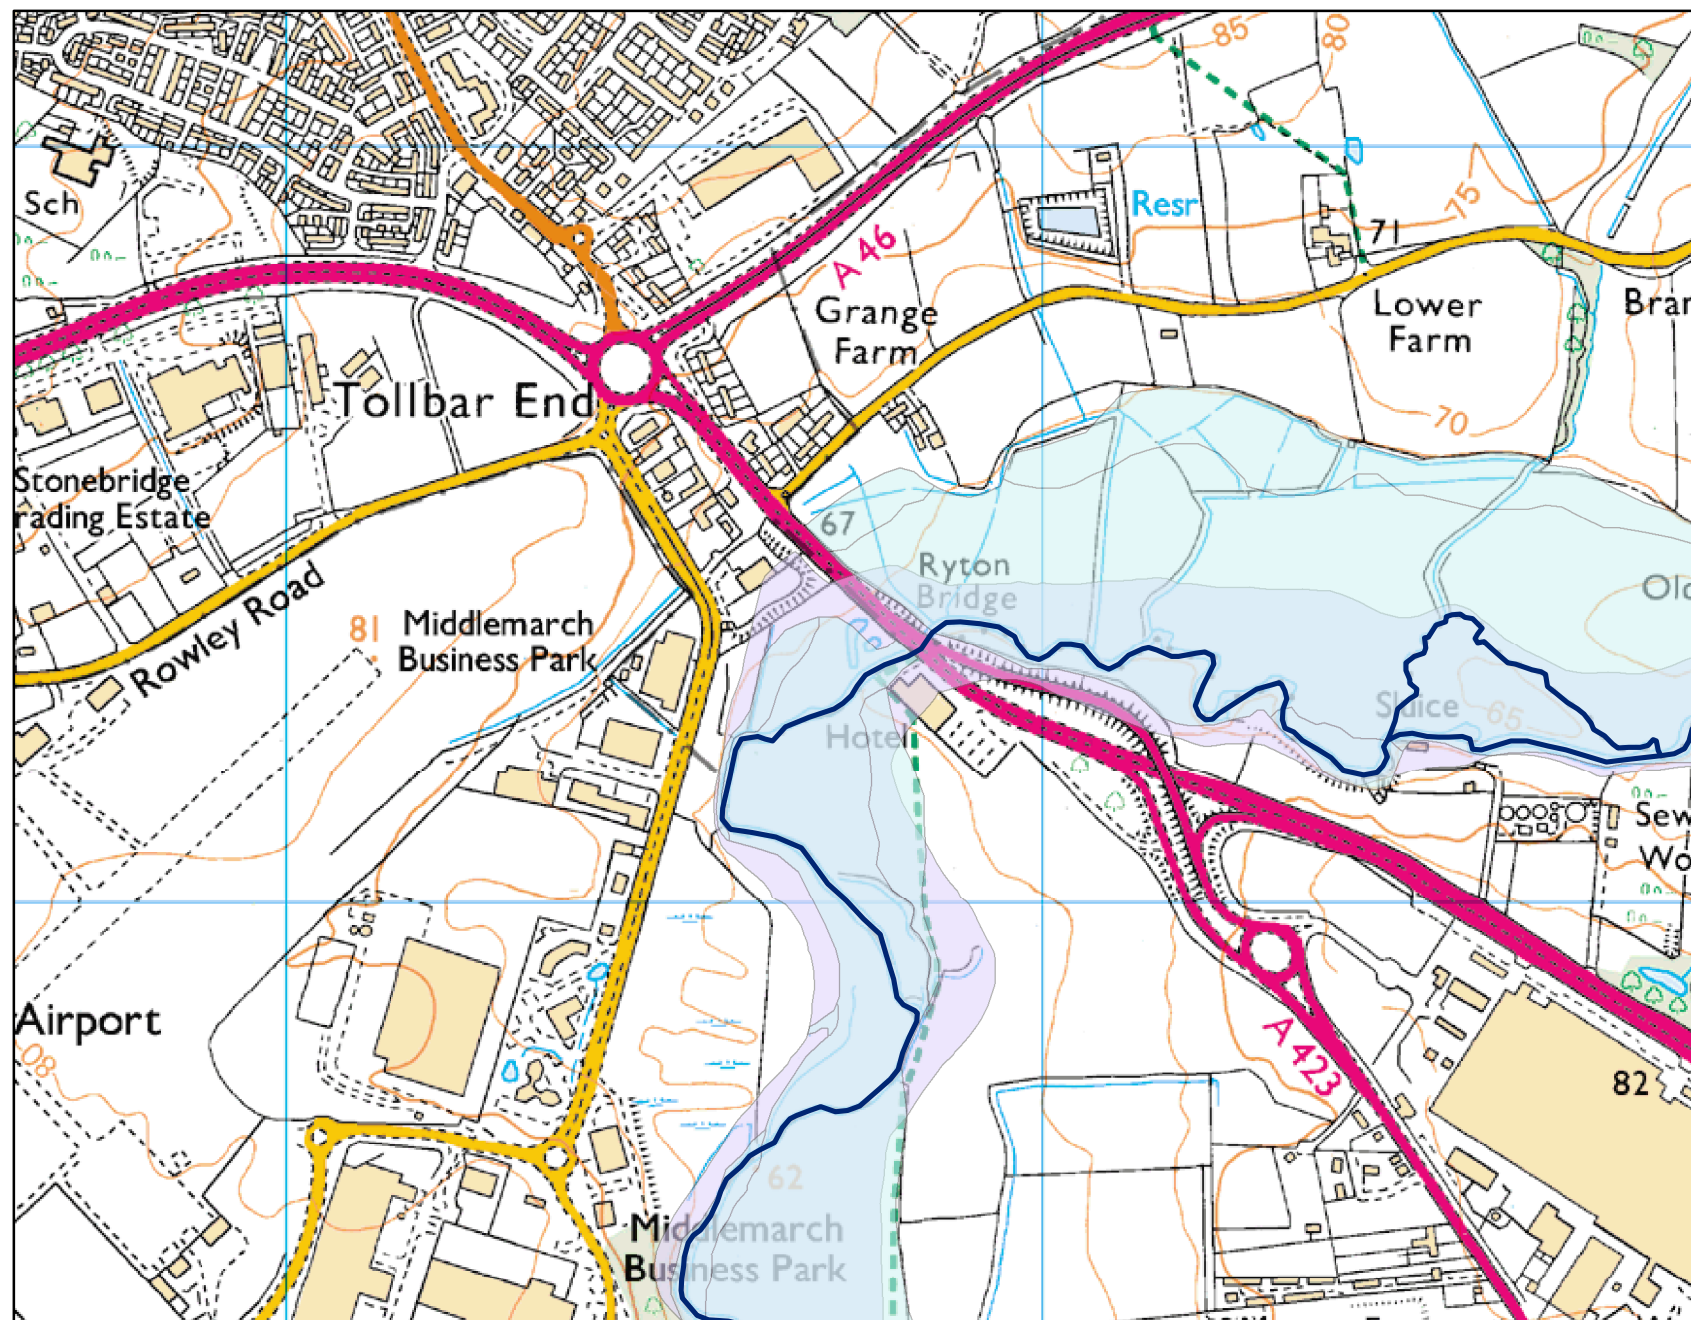 85
80
Sch
Resr
75
71
A 46
Grange
Farm
Lower
Farm
Bran
Tollbar End
70
Stonebridge
rading Estate
67
Ryton
Bridge
Old
Rowley Road
81
Middlemarch
Business Park
Hotel
Sluice
65
Sew
Wo
Airport
80
A 423
82
62
Middlemarch
Business Park